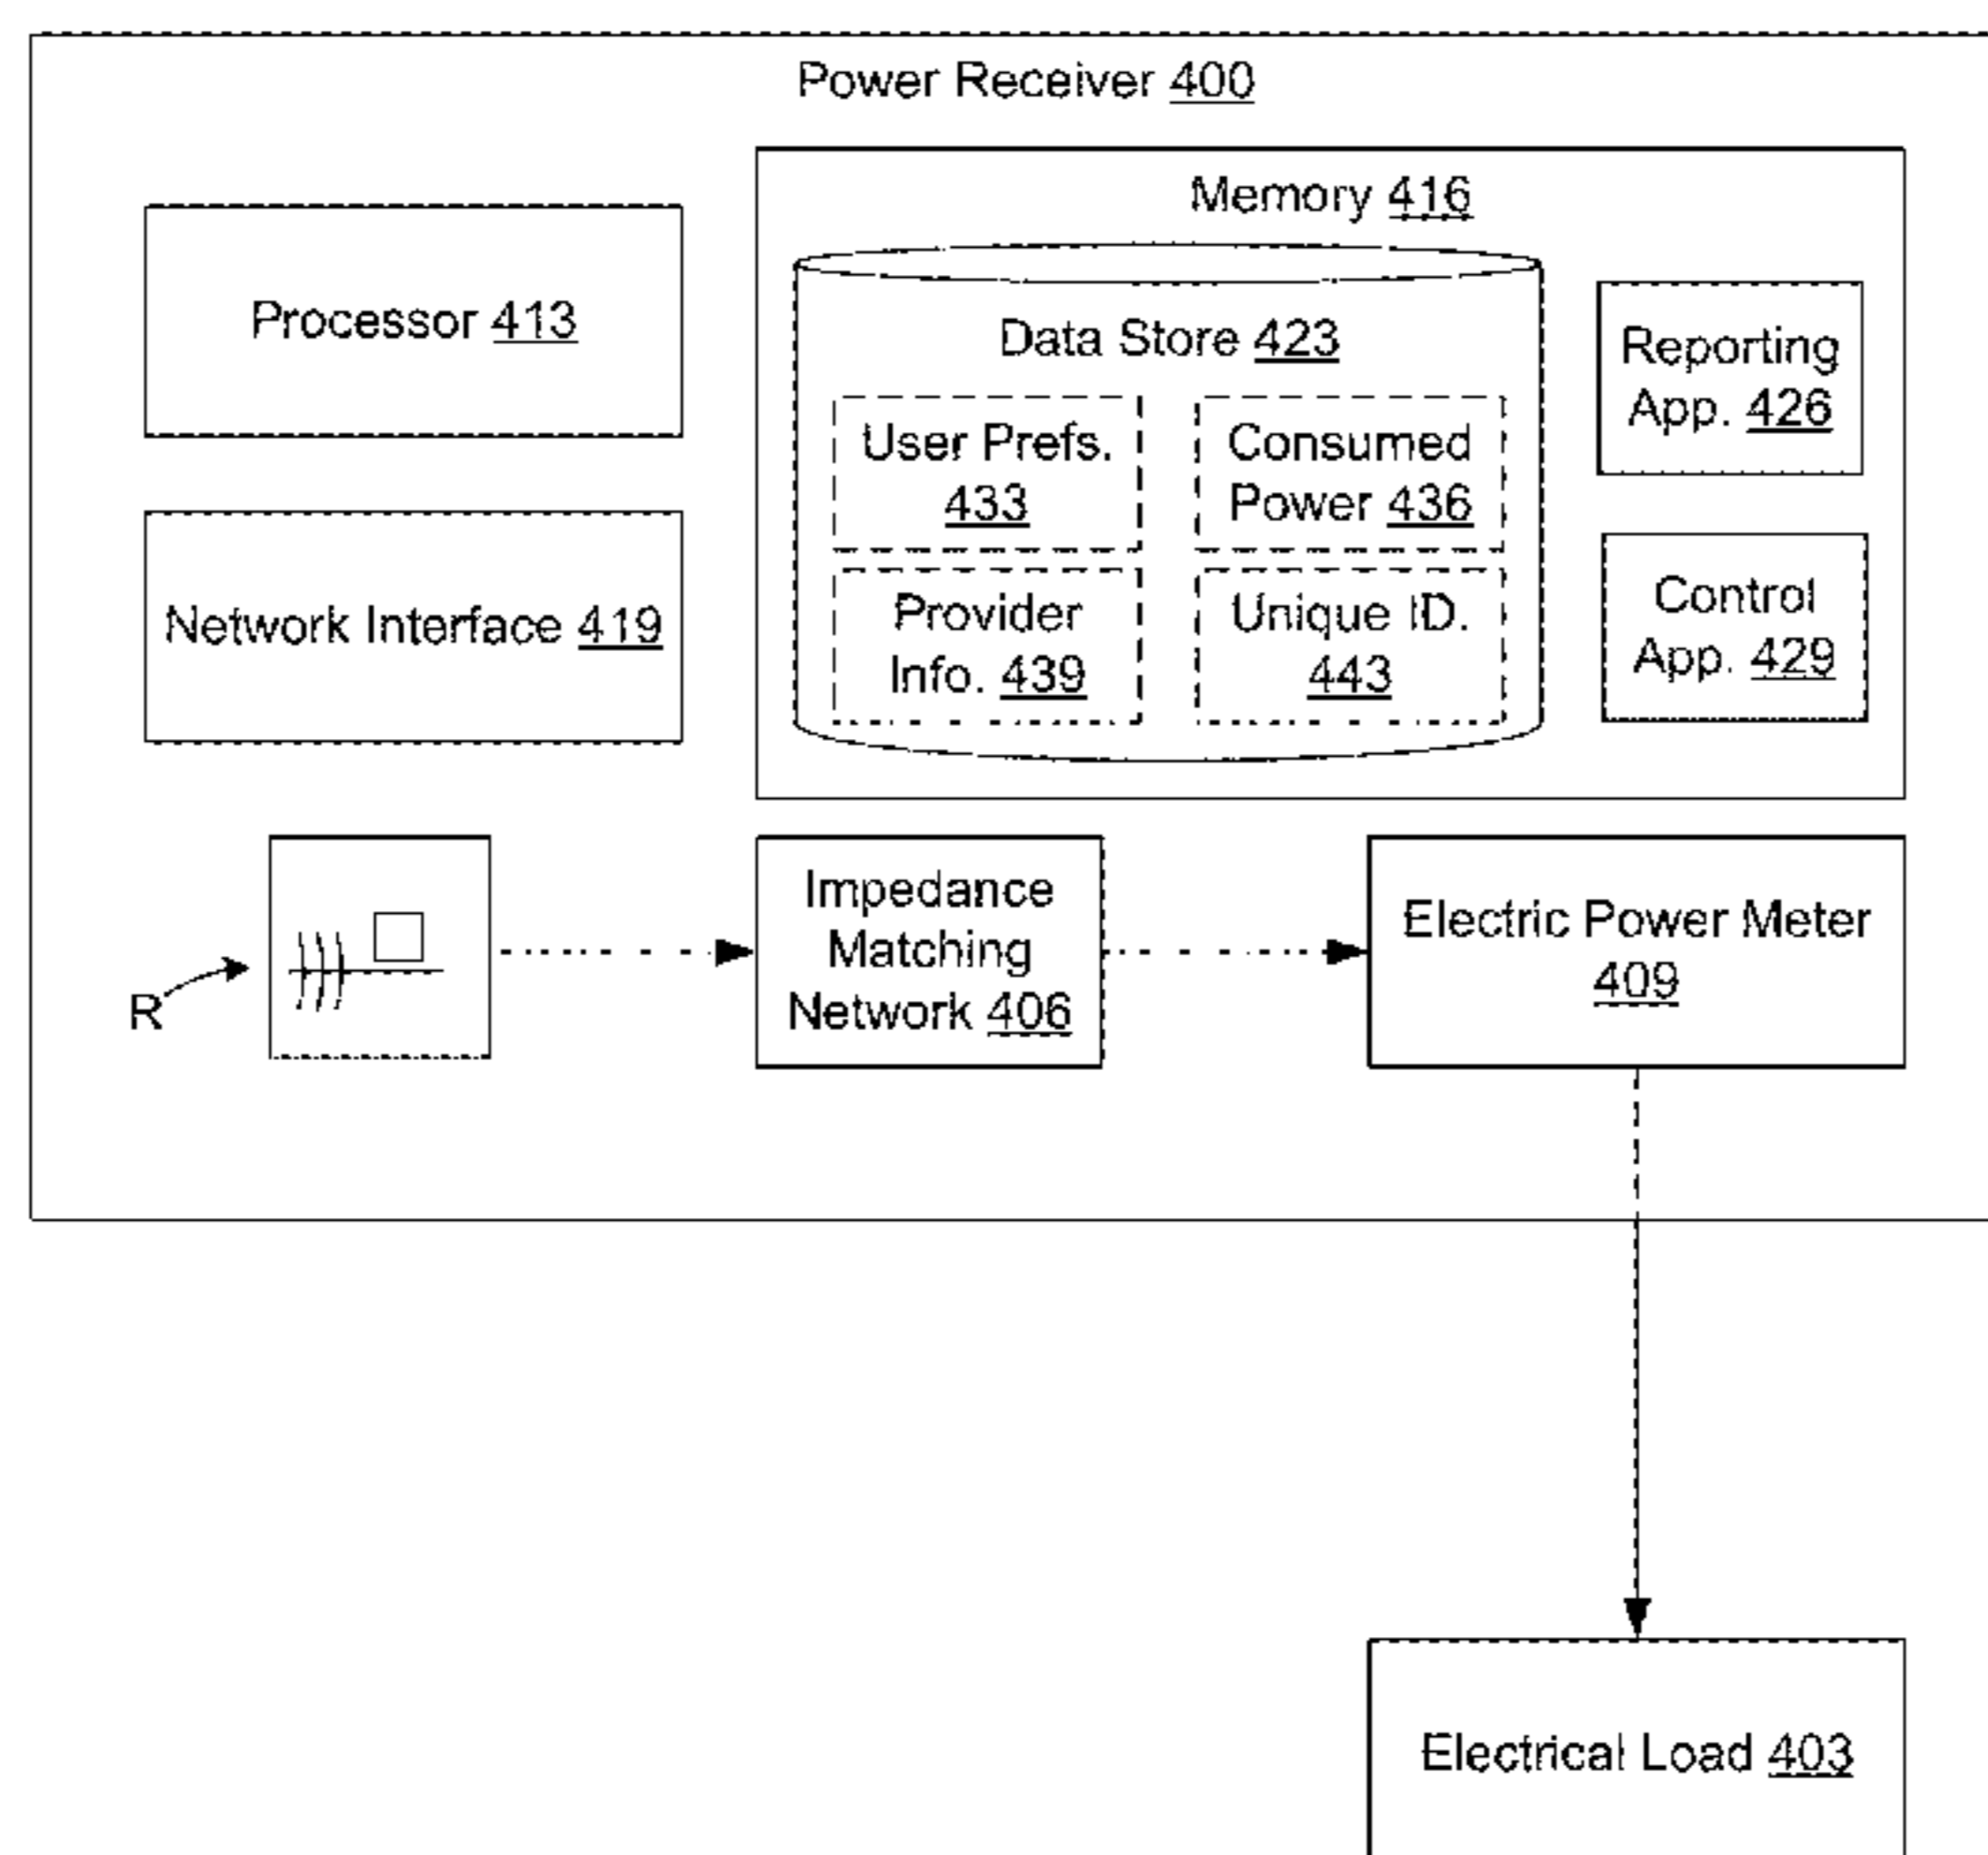 Power Receiver 400
Memory 416
Processor 413
Data Store 423
Reporting
App. 426
User Prefs.
433
Consumed
Power 436
Network Interface 419
Provider
Info. 439
Unique ID.
443
Control
App. 429
R
Impedance
Matching
Network 406
Electric Power Meter
409
Electrical Load 403